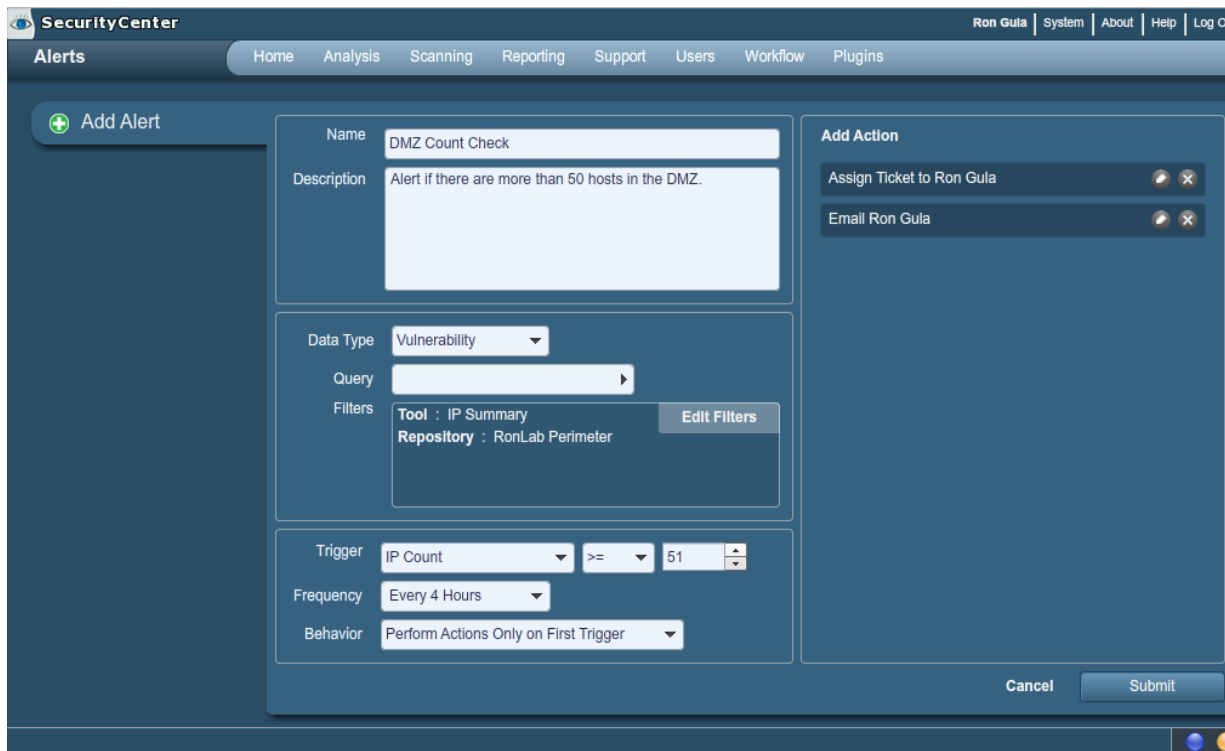 SecurityCenter
Ron Gula | System | About | Help | Log O
Alerts
Home Analysis Scanning Reporting Support Users Workflow Plugins
Add Alert
Name DMZ Count Check
Description Alert if there are more than 50 hosts in the DMZ.
Data Type Vulnerability
Query
Filters Tool : IP Summary Edit Filters
Repository : RonLab Perimeter
Trigger IP Count >= 51
Frequency Every 4 Hours
Behavior Perform Actions Only on First Trigger
Add Action
Assign Ticket to Ron Gula
Email Ron Gula
Cancel Submit